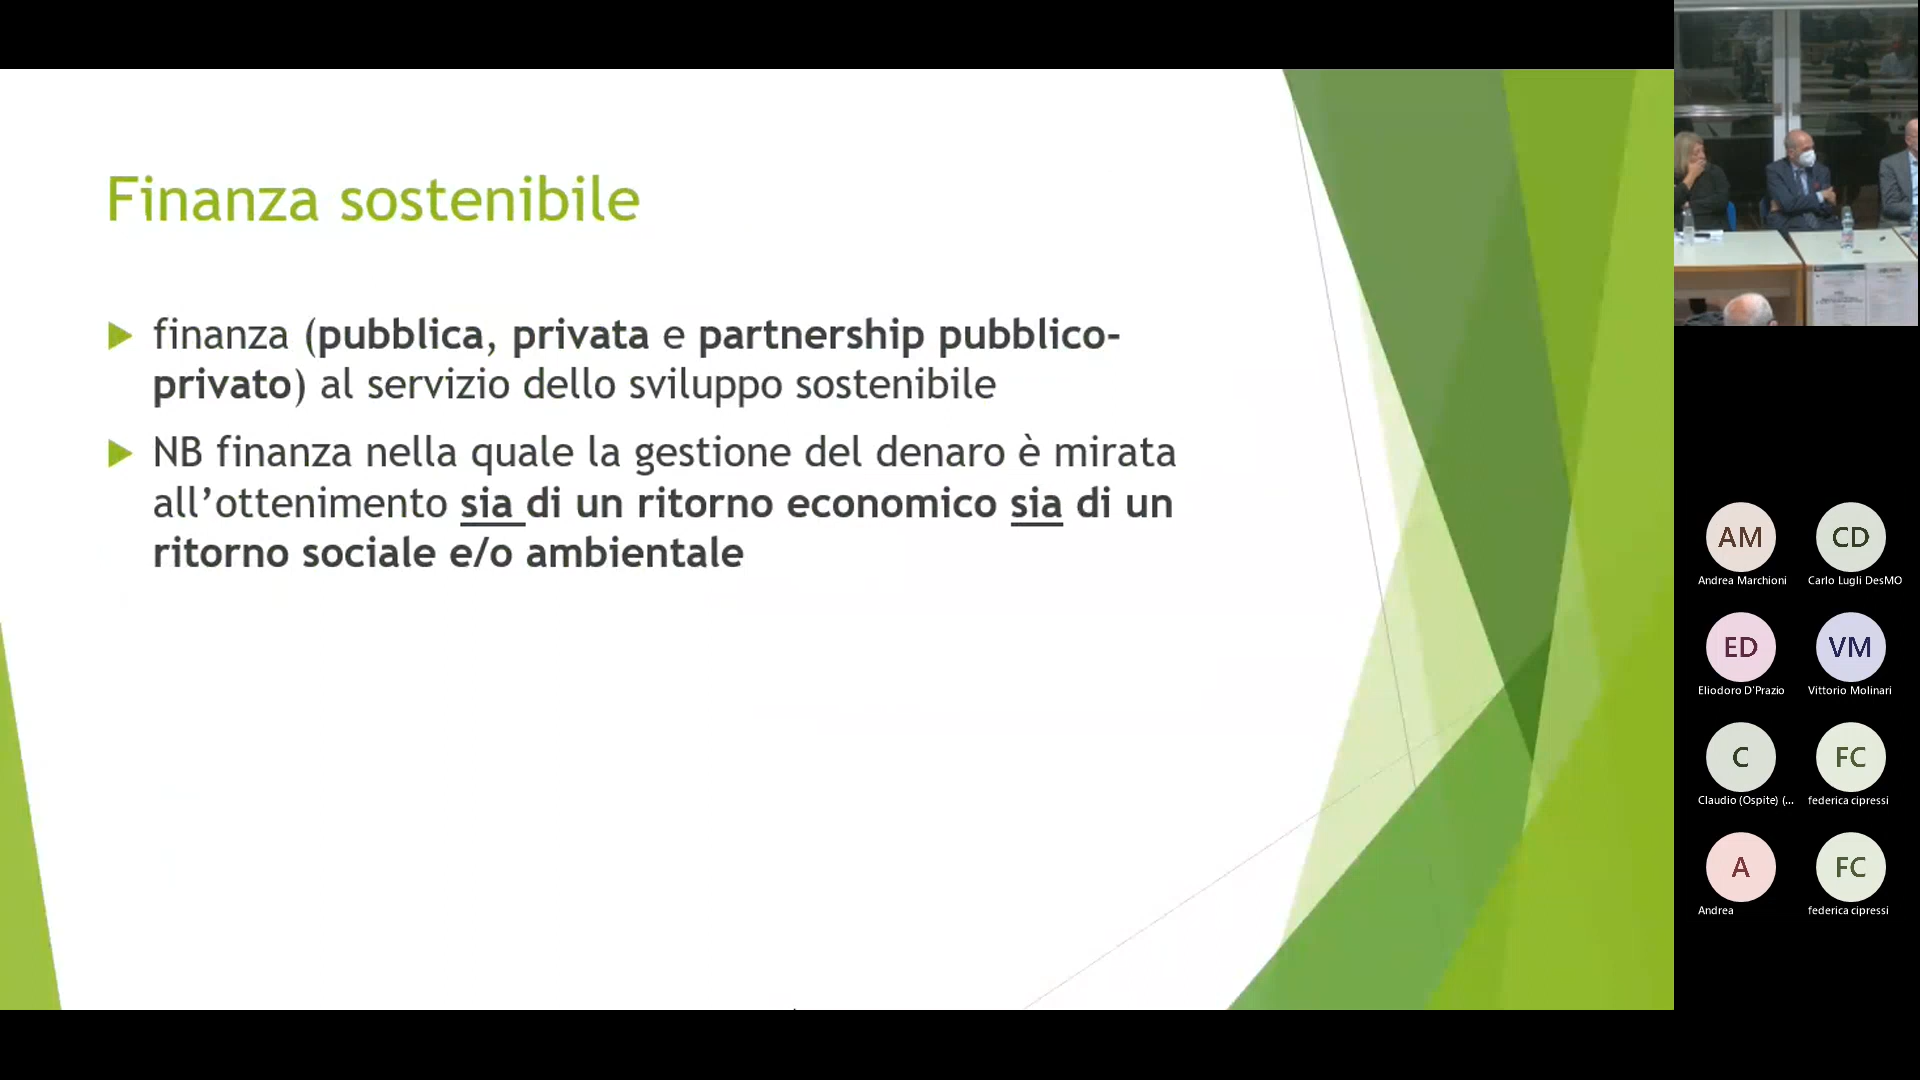 Finanza sostenibile
finanza (pubblica, privata e partnership pubblico-
privato) al servizio dello sviluppo sostenibile
NB finanza nella quale la gestione del denaro è mirata
all’ottenimento sia di un ritorno economico sia di un
ritorno sociale e/o ambientale
AM
CD
Andrea Marchioni
Carlo Lugli DesMO
ED
VM
Eliodoro D'Prazio
Vittorio Molinari
C
FC
Claudio (Ospite) (...
federica cipressi
A
FC
Andrea
federica cipressi